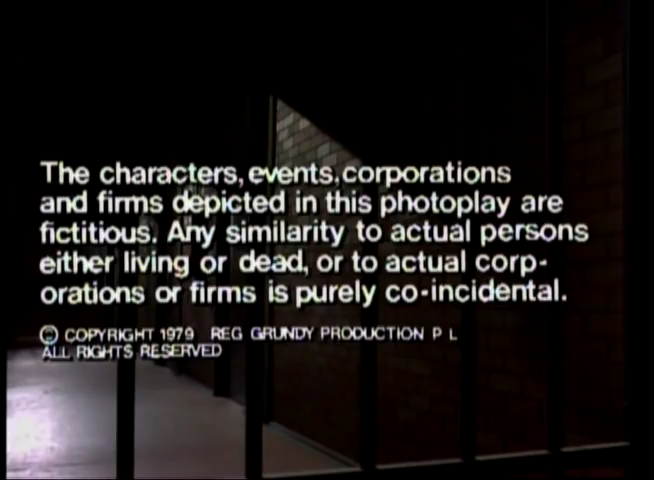 The characters, events, corporations
and firms depicted in this photoplay are
fictitious. Any similarity to actual persons
either living or dead, or to actual corp-
orations or firms is purely co-incidental.
© COPYRIGHT 1979 REG GRUNDY PRODUCTION P L
ALL RIGHTS RESERVED